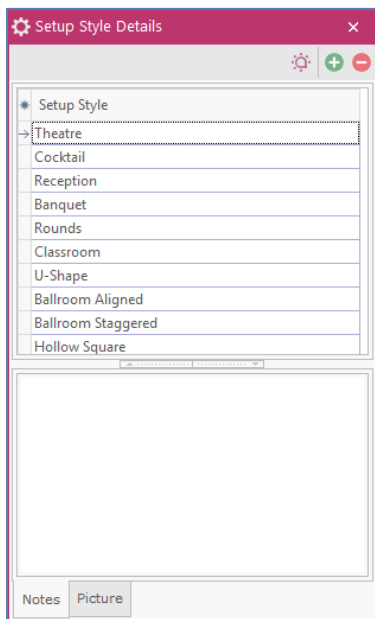 Setup Style Details
Setup Style
Theatre
Cocktail
Reception
Banquet
Rounds
Classroom
U-Shape
Ballroom Aligned
Ballroom Staggered
Hollow Square
Notes Picture